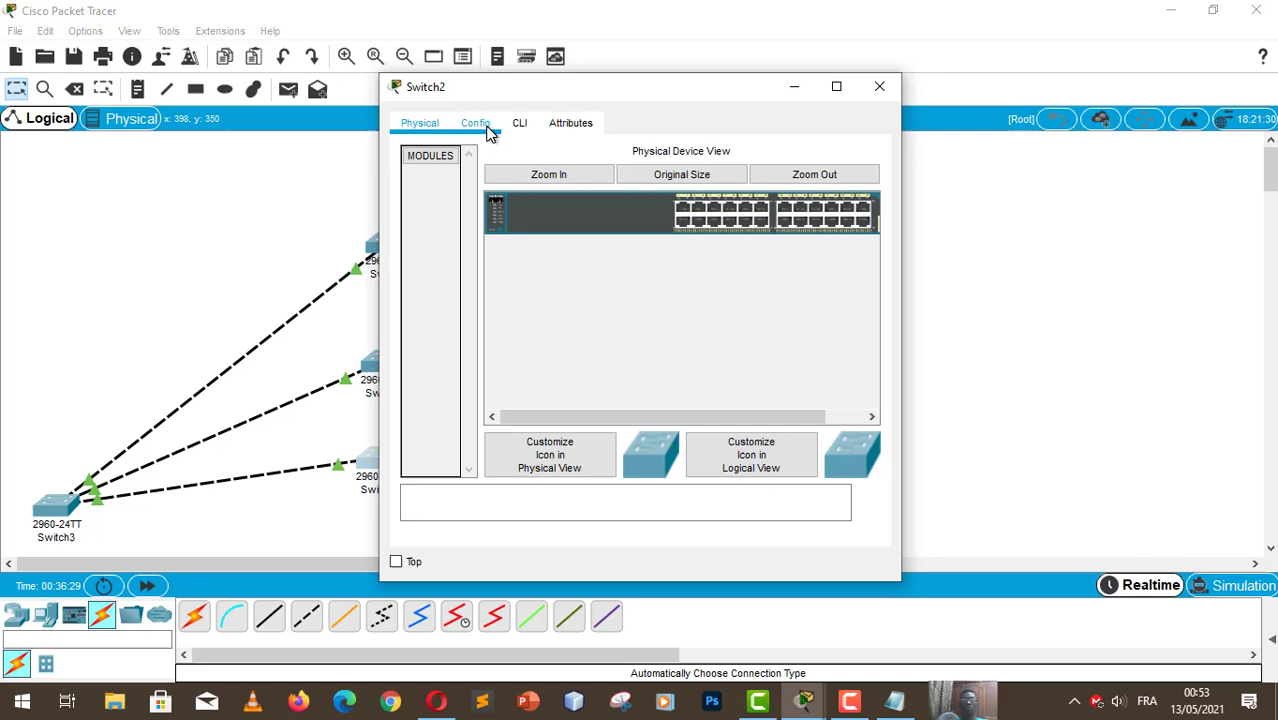 Cisco Packet Tracer
File Edit Options View Tools Extensions Help
Logical Physical x: 398, y: 350 [Root] 18:21:30
Switch2
Physical Config CLI Attributes
MODULES
Physical Device View
Zoom In Original Size Zoom Out
Customize
Icon in
Physical View
Customize
Icon in
Logical View
Top
2960-24TT
Switch3
Time: 00:36:29
Realtime Simulation
Automatically Choose Connection Type
FRA
00:53
13/05/2021